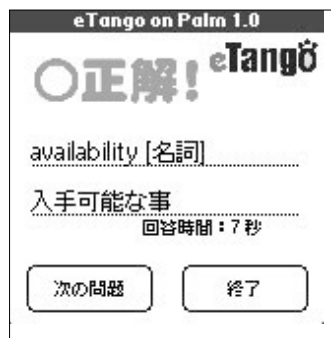 eTango on Palm 1.0
○正解! eTango
availability [名詞]
入手可能な事
回答時間：7秒
次の問題 終了